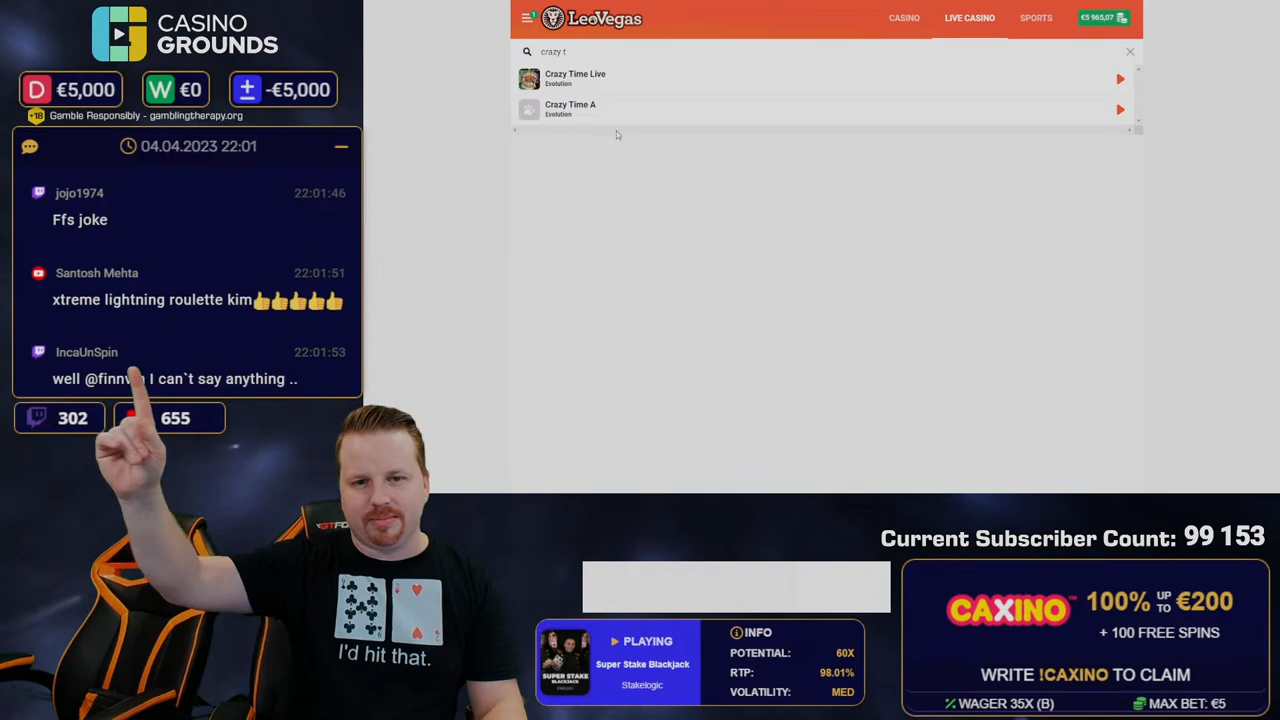 CASINO
GROUNDS
D €5,000
W €0
± -€5,000
+18 Gamble Responsibly - gamblingtherapy.org
04.04.2023 22:01
jojo1974 22:01:46
Ffs joke
Santosh Mehta 22:01:51
xtreme lightning roulette kim👍👍👍👍👍
IncaUnSpin 22:01:53
well I can`t say anything ..
302
655
1
LeoVegas
CASINO
LIVE CASINO
SPORTS
€5 965,07
crazy t
Crazy Time Live
Evolution
Crazy Time A
Evolution
I'd hit that.
Current Subscriber Count: 99 153
PLAYING
Super Stake Blackjack
Stakelogic
SUPER STAKE
BLACKJACK
INFO
POTENTIAL: 60X
RTP: 98.01%
VOLATILITY: MED
CAXINO
100% UP TO €200
+ 100 FREE SPINS
WRITE !CAXINO TO CLAIM
WAGER 35X (B)
MAX BET: €5